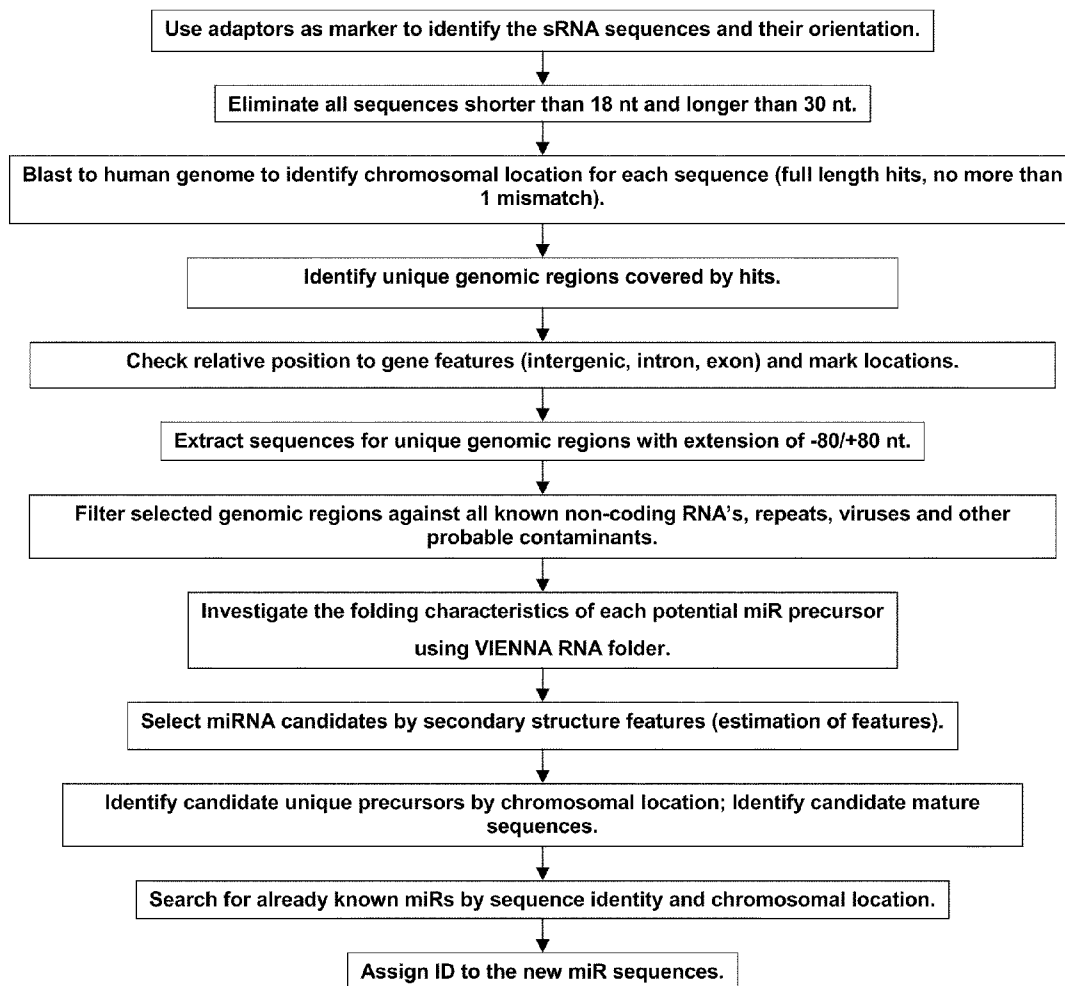 Use adaptors as marker to identify the sRNA sequences and their orientation.
Eliminate all sequences shorter than 18 nt and longer than 30 nt.
Blast to human genome to identify chromosomal location for each sequence (full length hits, no more than
1 mismatch).
Identify unique genomic regions covered by hits.
Check relative position to gene features (intergenic, intron, exon) and mark locations.
Extract sequences for unique genomic regions with extension of -80/+80 nt.
Filter selected genomic regions against all known non-coding RNA's, repeats, viruses and other
probable contaminants.
Investigate the folding characteristics of each potential miR precursor
using VIENNA RNA folder.
Select miRNA candidates by secondary structure features (estimation of features).
Identify candidate unique precursors by chromosomal location; Identify candidate mature
sequences.
Search for already known miRs by sequence identity and chromosomal location.
Assign ID to the new miR sequences.